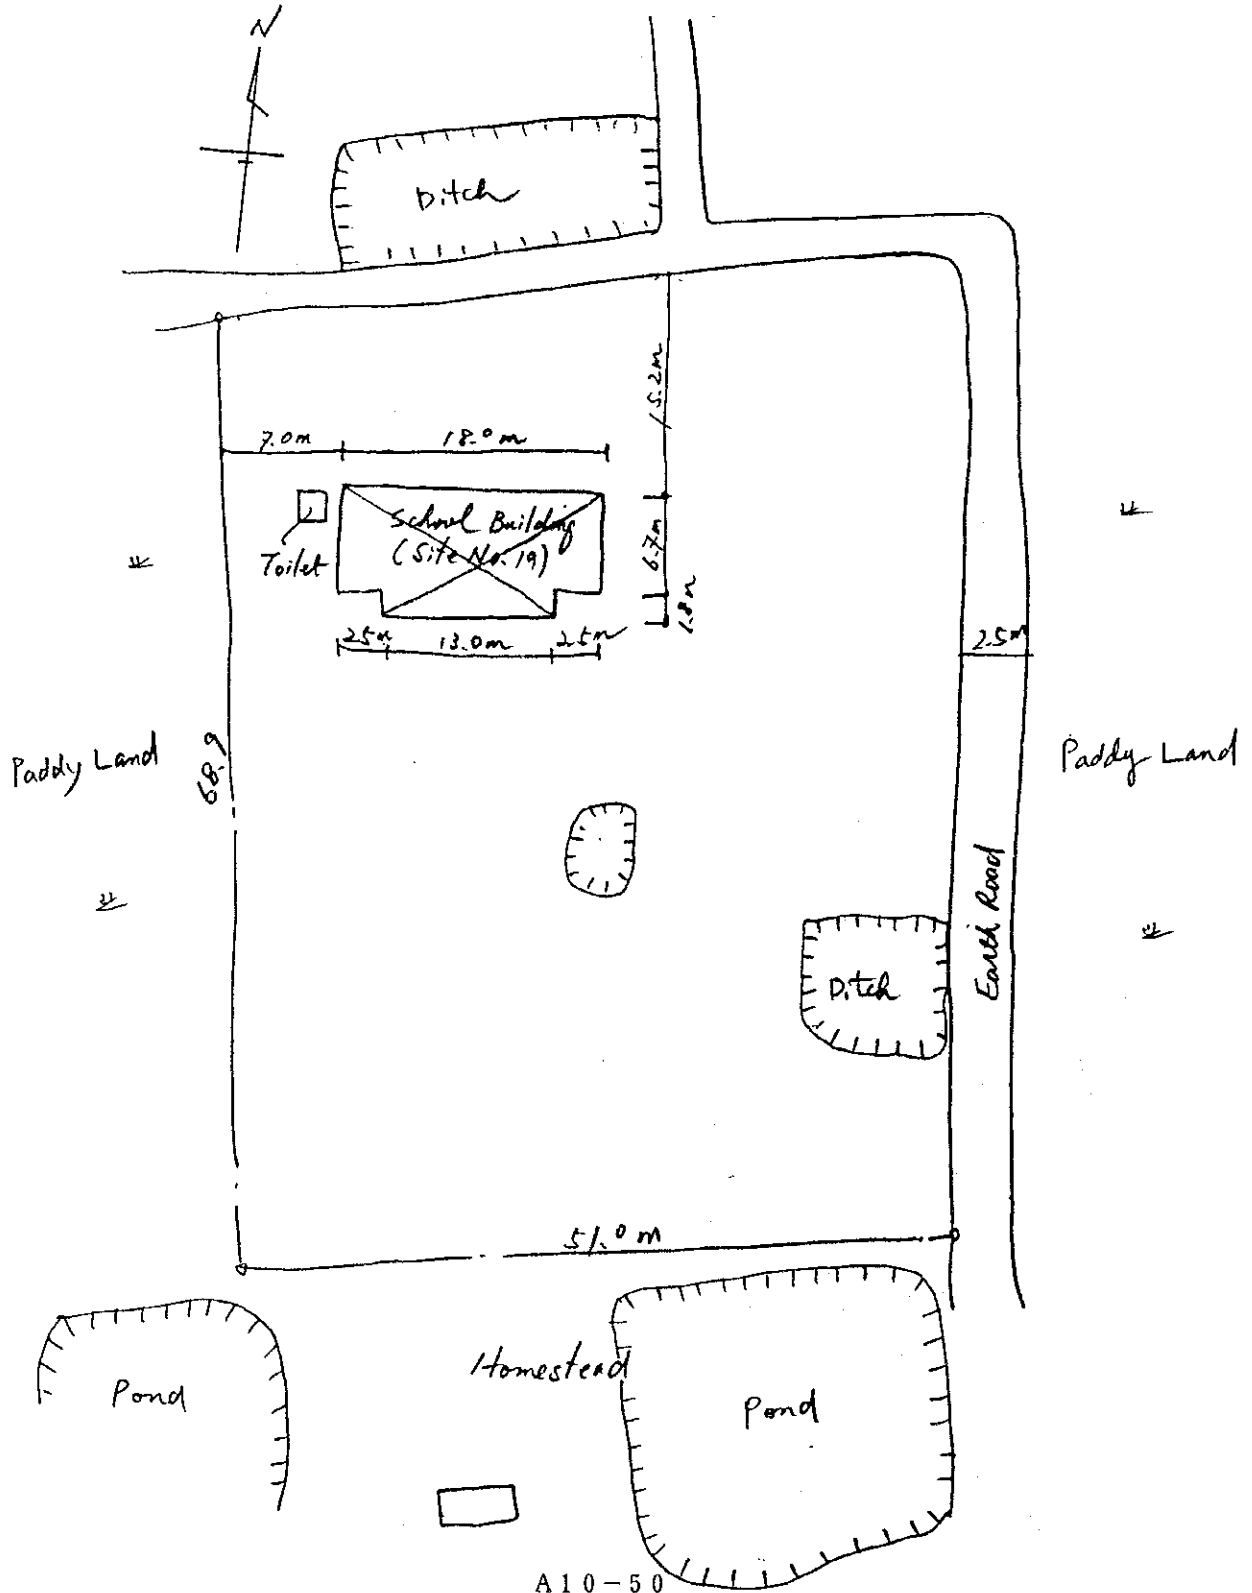 N
Ditch
15.2m
7.0m
18.0m
School Building
(Site No. 19)
Toilet
6.7m
1.8m
2.5m
13.0m
2.5m
2.5m
Paddy Land
68.9
Paddy Land
Earth Road
Ditch
51.0m
Homestead
Pond
Pond
A10-50